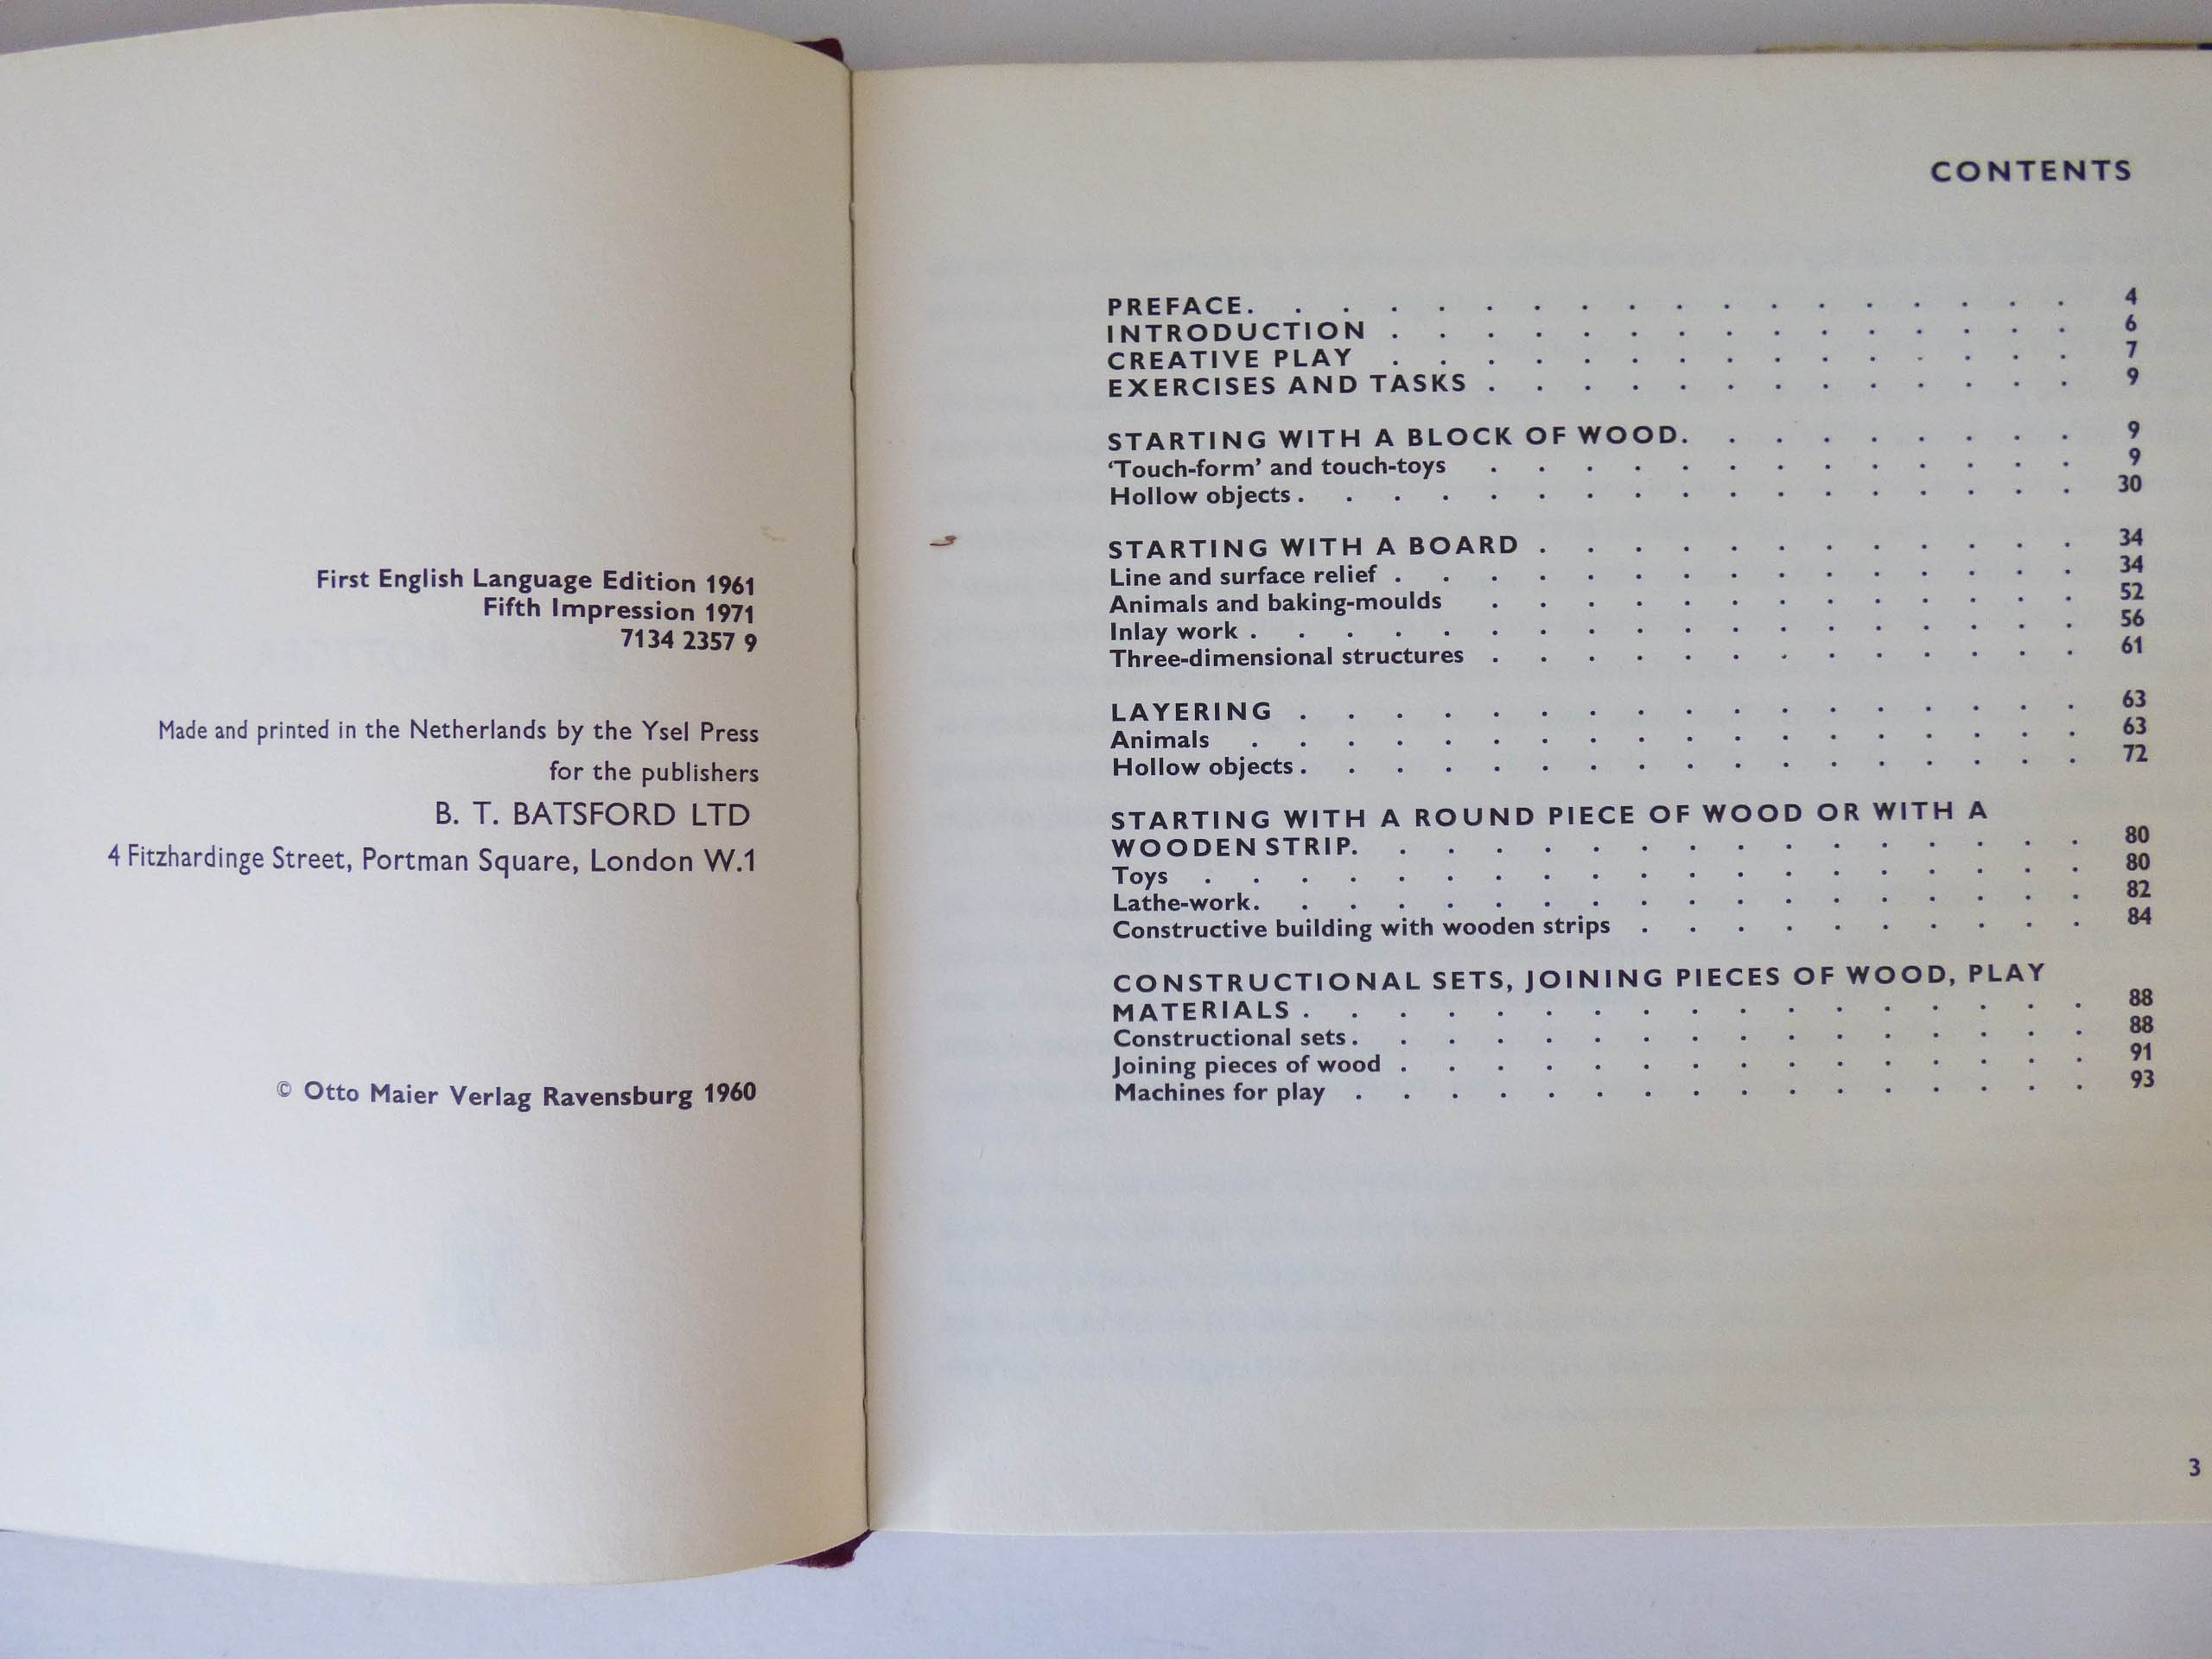 First English Language Edition 1961
Fifth Impression 1971
7134 2357 9
Made and printed in the Netherlands by the Ysel Press
for the publishers
B. T. BATSFORD LTD
4 Fitzhardinge Street, Portman Square, London W.1
© Otto Maier Verlag Ravensburg 1960
CONTENTS
PREFACE. . . . . . . . . . . . . . . . . . 4
INTRODUCTION . . . . . . . . . . . . . . . 6
CREATIVE PLAY . . . . . . . . . . . . . . . 7
EXERCISES AND TASKS . . . . . . . . . . . . . 9
STARTING WITH A BLOCK OF WOOD. . . . . . . . . 9
‘Touch-form’ and touch-toys . . . . . . . . . . . . . 9
Hollow objects . . . . . . . . . . . . . . . . . 30
STARTING WITH A BOARD . . . . . . . . . . . . 34
Line and surface relief . . . . . . . . . . . . . . . 34
Animals and baking-moulds . . . . . . . . . . . . . 52
Inlay work . . . . . . . . . . . . . . . . . . 56
Three-dimensional structures . . . . . . . . . . . . . 61
LAYERING . . . . . . . . . . . . . . . . . 63
Animals . . . . . . . . . . . . . . . . . . 63
Hollow objects . . . . . . . . . . . . . . . . . 72
STARTING WITH A ROUND PIECE OF WOOD OR WITH A
WOODEN STRIP. . . . . . . . . . . . . . . . 80
Toys . . . . . . . . . . . . . . . . . . . 80
Lathe-work. . . . . . . . . . . . . . . . . . 82
Constructive building with wooden strips . . . . . . . . . . 84
CONSTRUCTIONAL SETS, JOINING PIECES OF WOOD, PLAY
MATERIALS . . . . . . . . . . . . . . . . . 88
Constructional sets . . . . . . . . . . . . . . . . 88
Joining pieces of wood . . . . . . . . . . . . . . . 91
Machines for play . . . . . . . . . . . . . . . . 93
3